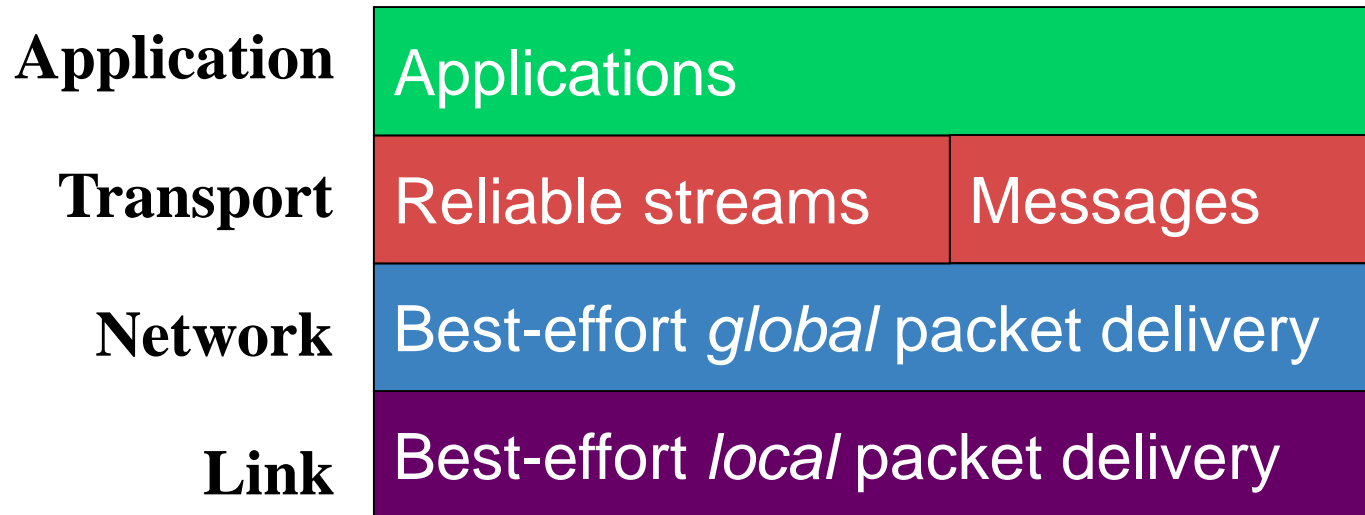 Application
Applications
Transport
Reliable streams
Messages
Network
Best-effort global packet delivery
Link
Best-effort local packet delivery